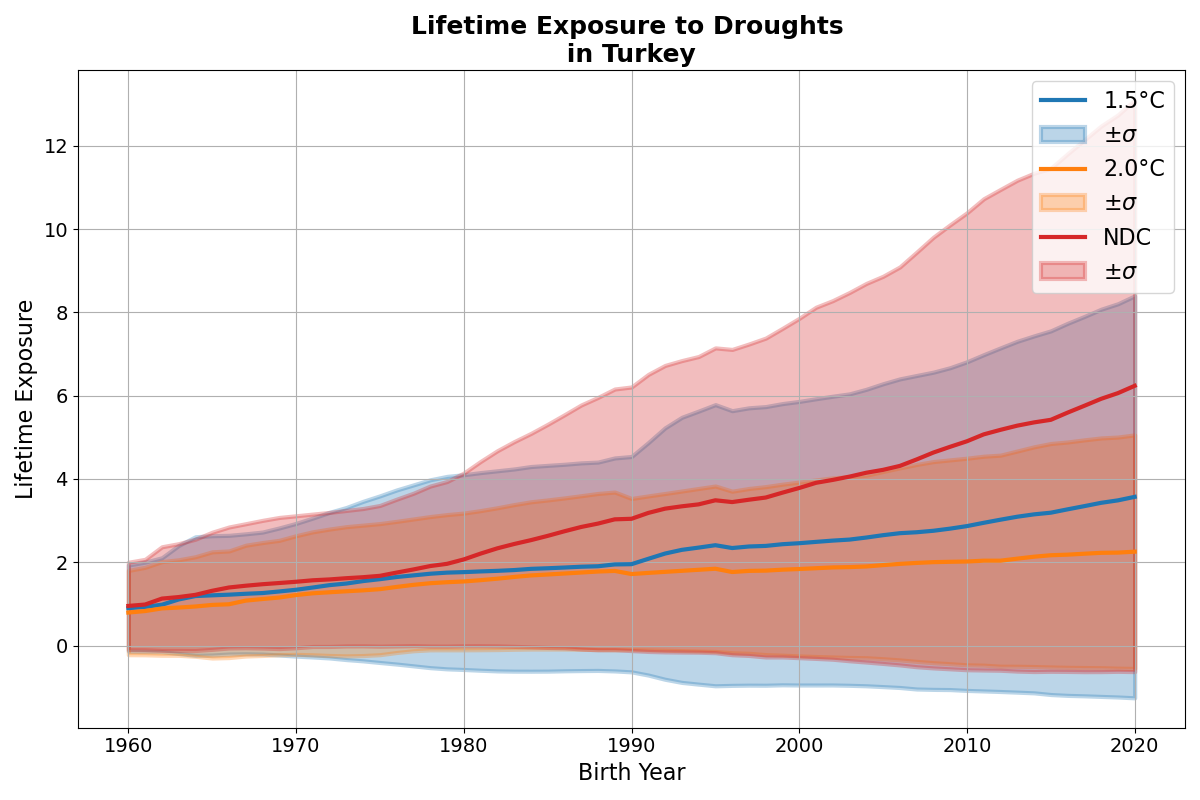 Lifetime Exposure to Droughts
in Turkey
1.5°C
±σ
2.0°C
±σ
NDC
±σ
Lifetime Exposure
12
10
8
6
4
2
0
1960 1970 1980 1990 2000 2010 2020
Birth Year